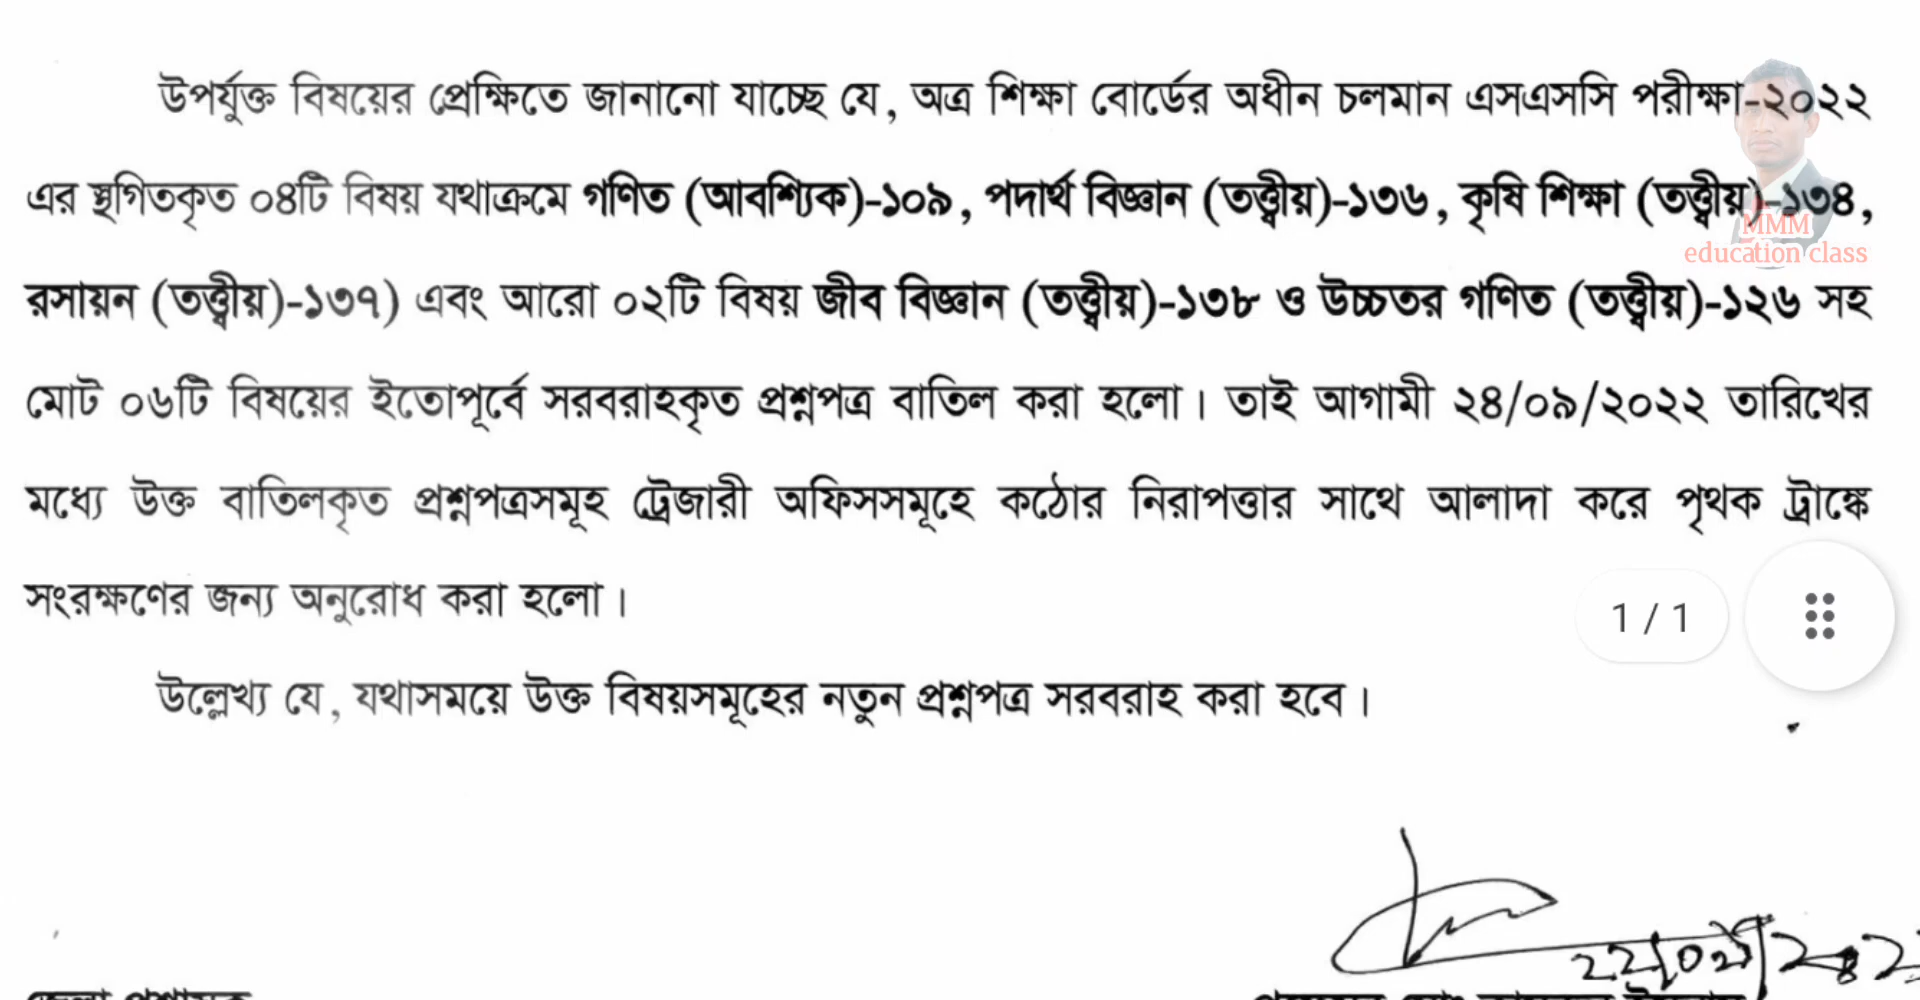 উপর্যুক্ত বিষয়ের প্রেক্ষিতে জানানো যাচ্ছে যে, অত্র শিক্ষা বোর্ডের অধীন চলমান এসএসসি পরীক্ষা-২০২২
এর স্থগিতকৃত ০৪টি বিষয় যথাক্রমে গণিত (আবশ্যিক)-১০৯, পদার্থ বিজ্ঞান (তত্ত্বীয়)-১৩৬, কৃষি শিক্ষা (তত্ত্বীয়)-১৩৪,
MMM
education class
রসায়ন (তত্ত্বীয়)-১৩৭) এবং আরো ০২টি বিষয় জীব বিজ্ঞান (তত্ত্বীয়)-১৩৮ ও উচ্চতর গণিত (তত্ত্বীয়)-১২৬ সহ
মোট ০৬টি বিষয়ের ইতোপূর্বে সরবরাহকৃত প্রশ্নপত্র বাতিল করা হলো। তাই আগামী ২৪/০৯/২০২২ তারিখের
মধ্যে উক্ত বাতিলকৃত প্রশ্নপত্রসমূহ ট্রেজারী অফিসসমূহে কঠোর নিরাপত্তার সাথে আলাদা করে পৃথক ট্রাঙ্কে
সংরক্ষণের জন্য অনুরোধ করা হলো।
1 / 1
উল্লেখ্য যে, যথাসময়ে উক্ত বিষয়সমূহের নতুন প্রশ্নপত্র সরবরাহ করা হবে।